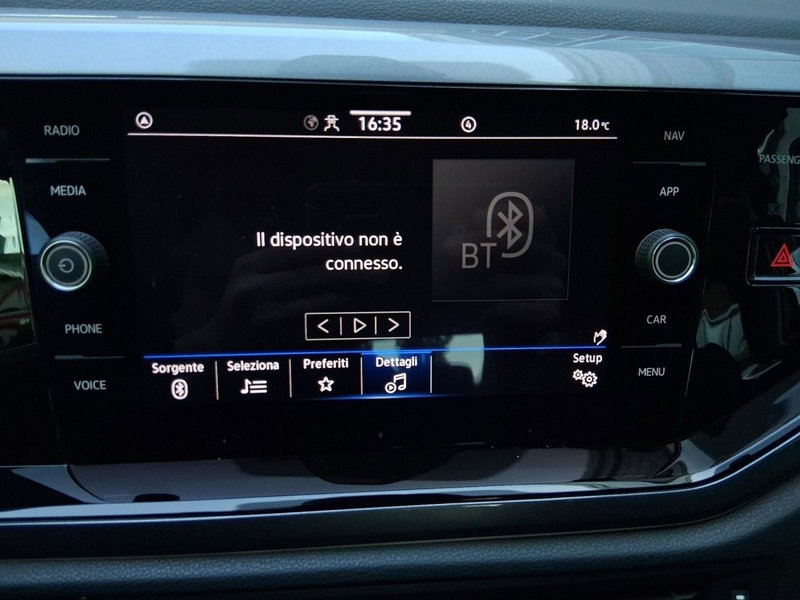 RADIO
MEDIA
PHONE
VOICE
16:35
4
18.0°C
Il dispositivo non è
connesso.
BT
Sorgente
Seleziona
Preferiti
Dettagli
Setup
NAV
APP
CAR
MENU